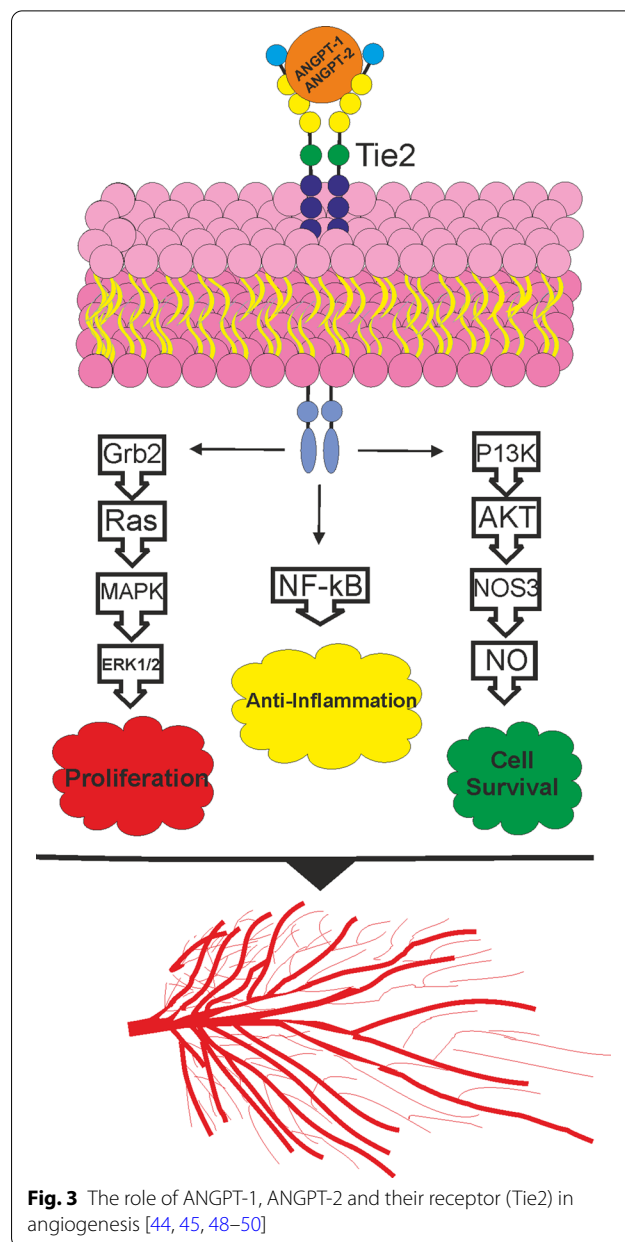 ANGPT-1
ANGPT-2
Tie2
Grb2
Ras
MAPK
ERK1/2
Proliferation
NF-kB
Anti-Inflammation
P13K
AKT
NOS3
NO
Cell
Survival
Fig. 3 The role of ANGPT-1, ANGPT-2 and their receptor (Tie2) in
angiogenesis [44, 45, 48–50]